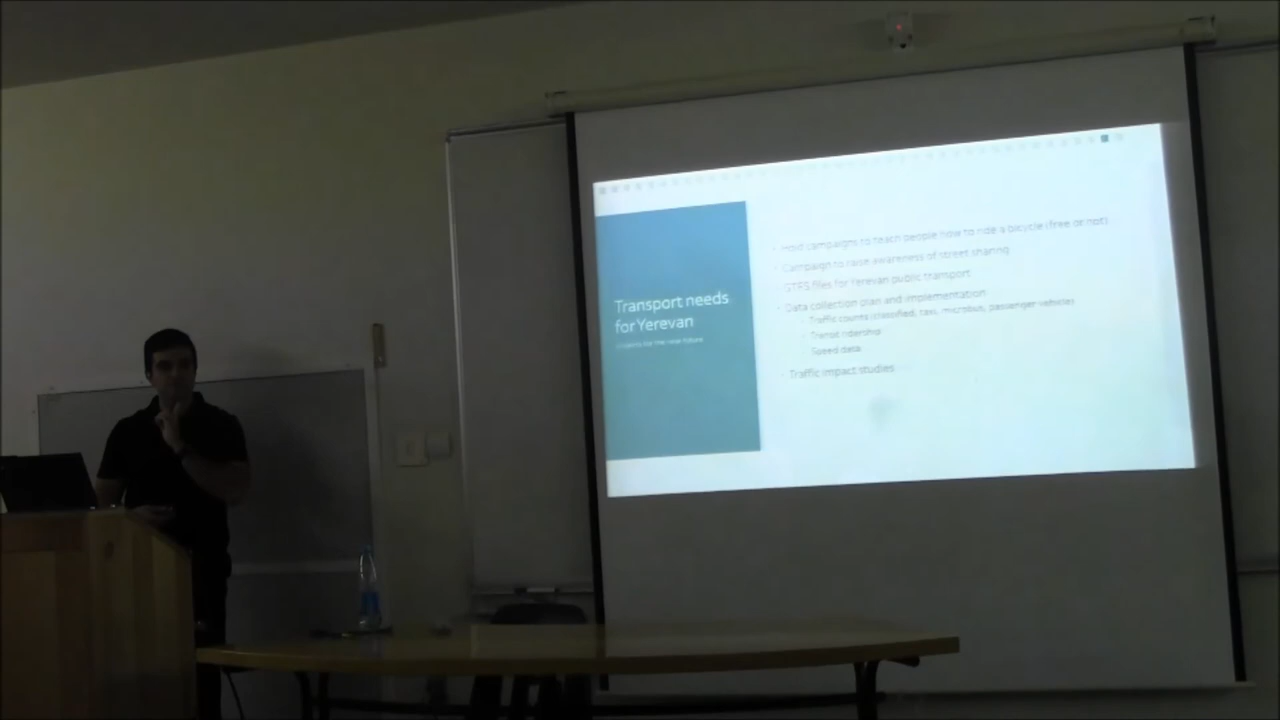 Transport needs
for Yerevan
Hold campaigns to teach people how to ride a bicycle (free or not)
Campaign to raise awareness of street sharing
GTFS files for Yerevan public transport
Data collection plan and implementation
Traffic counts (classified, taxi, microbus, passenger vehicles)
Transit ridership
Speed data
Traffic impact studies